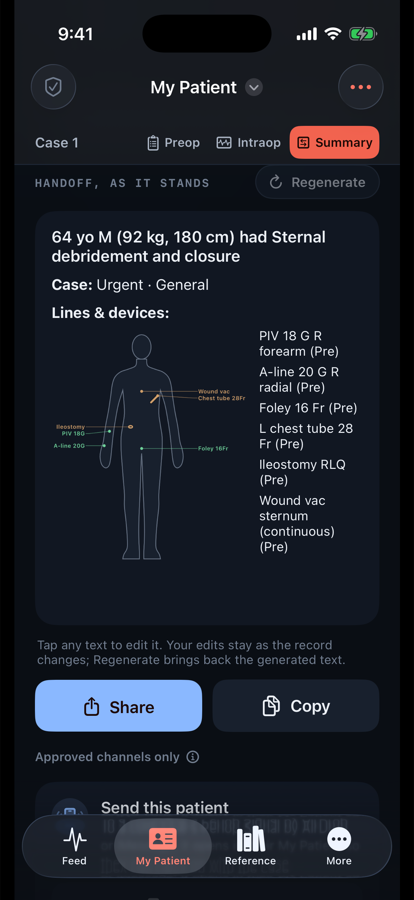 9:41
My Patient
Case 1
Preop
Intraop
Summary
HANDOFF, AS IT STANDS
Regenerate
64 yo M (92 kg, 180 cm) had Sternal
debridement and closure
Case: Urgent · General
Lines & devices:
Wound vac
Chest tube 28Fr
Ileostomy
PIV 18G
A-line 20G
Foley 16Fr
PIV 18 G R
forearm (Pre)
A-line 20 G R
radial (Pre)
Foley 16 Fr (Pre)
L chest tube 28
Fr (Pre)
Ileostomy RLQ
(Pre)
Wound vac
sternum
(continuous)
(Pre)
Tap any text to edit it. Your edits stay as the record
changes; Regenerate brings back the generated text.
Share
Copy
Approved channels only
Send this patient
Feed
My Patient
Reference
More